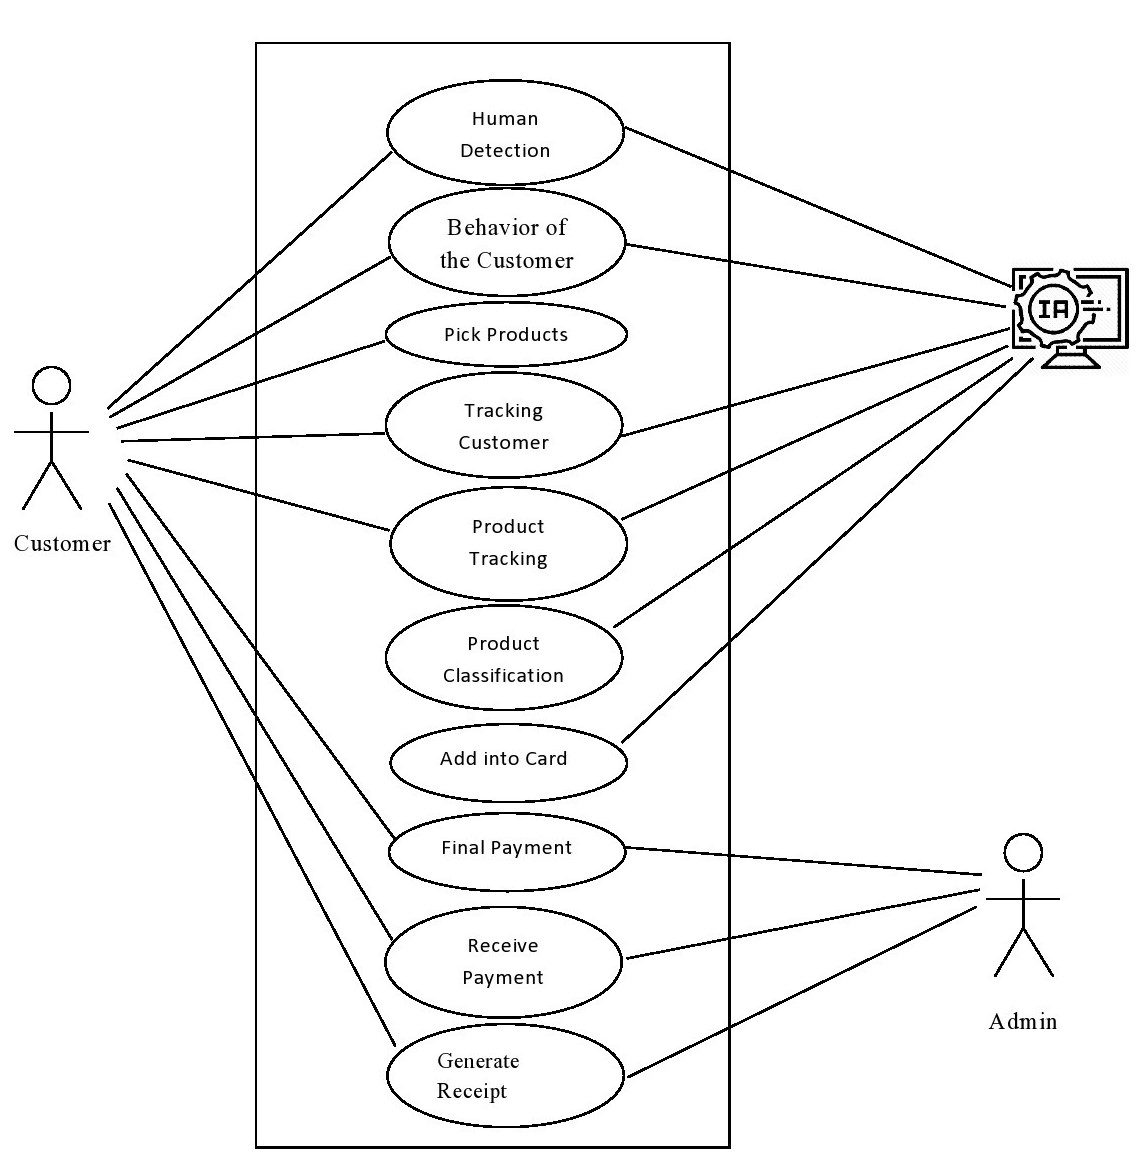 Human
Detection
Behavior of
the Customer
IA
Pick Products
Tracking
Customer
Customer
Product
Tracking
Product
Classification
Add into Card
Final Payment
Receive
Payment
Admin
Generate
Receipt